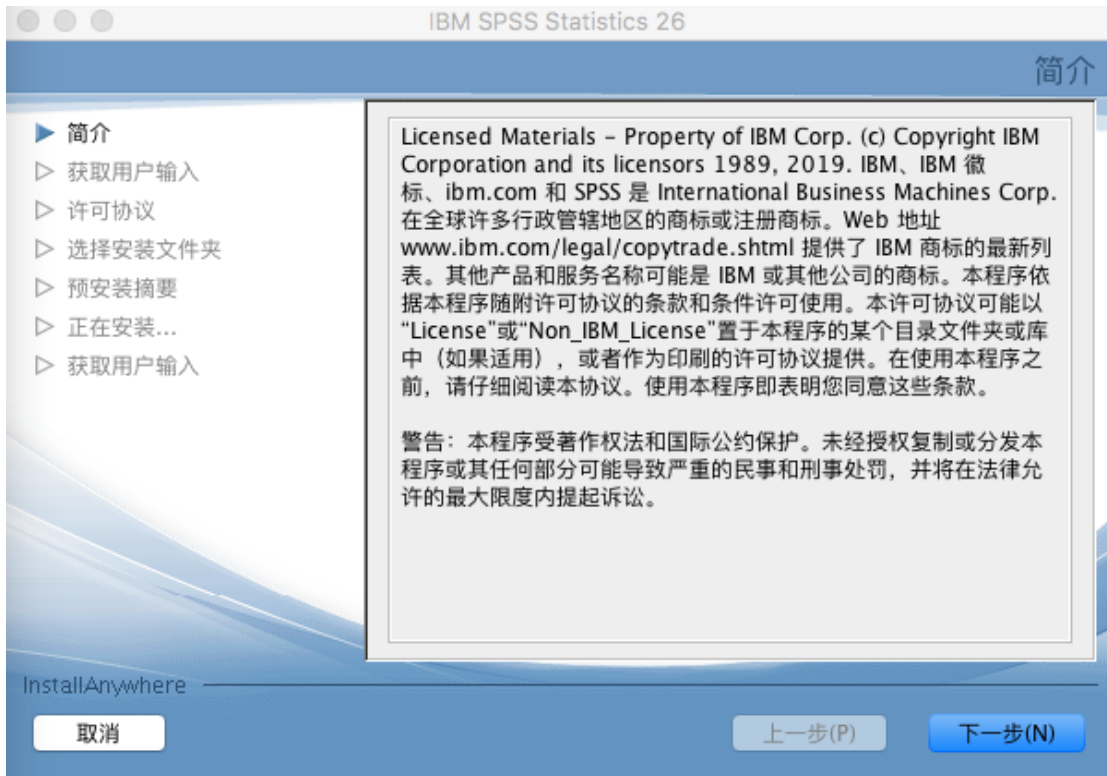 IBM SPSS Statistics 26
简介
简介
获取用户输入
许可协议
选择安装文件夹
预安装摘要
正在安装...
获取用户输入
Licensed Materials – Property of IBM Corp. (c) Copyright IBM
Corporation and its licensors 1989, 2019. IBM、IBM 徽
标、ibm.com 和 SPSS 是 International Business Machines Corp.
在全球许多行政管辖地区的商标或注册商标。Web 地址
www.ibm.com/legal/copytrade.shtml 提供了 IBM 商标的最新列
表。其他产品和服务名称可能是 IBM 或其他公司的商标。本程序依
据本程序随附许可协议的条款和条件许可使用。本许可协议可能以
“License”或“Non_IBM_License”置于本程序的某个目录文件夹或库
中（如果适用），或者作为印刷的许可协议提供。在使用本程序之
前，请仔细阅读本协议。使用本程序即表明您同意这些条款。
警告：本程序受著作权法和国际公约保护。未经授权复制或分发本
程序或其任何部分可能导致严重的民事和刑事处罚，并将在法律允
许的最大限度内提起诉讼。
InstallAnywhere
取消
上一步(P)
下一步(N)